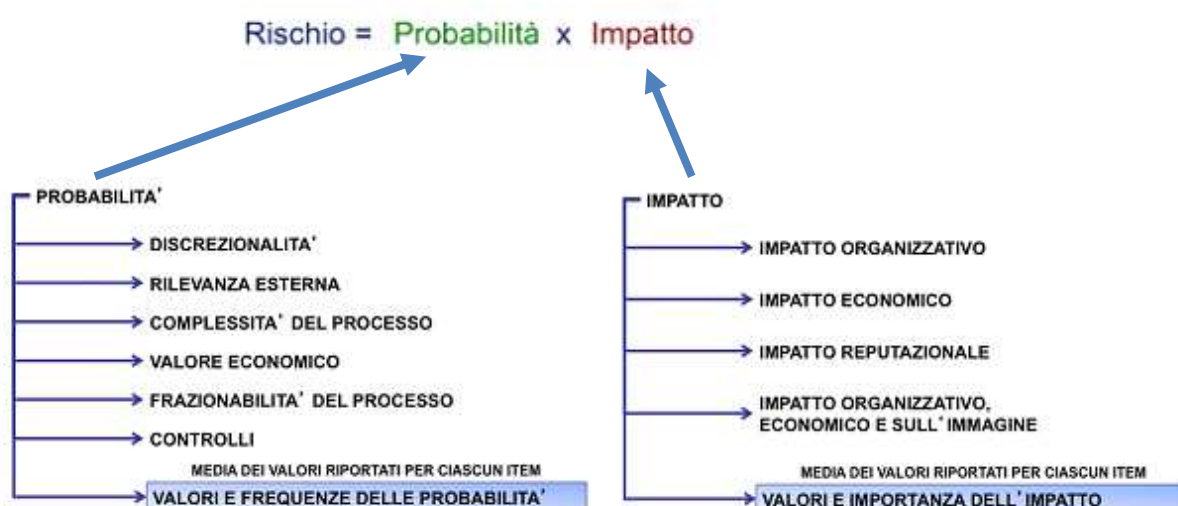 Rischio = Probabilità x Impatto
PROBABILITA'
DISCREZIONALITA'
RILEVANZA ESTERNA
COMPLESSITA' DEL PROCESSO
VALORE ECONOMICO
FRAZIONABILITA' DEL PROCESSO
CONTROLLI
MEDIA DEI VALORI RIPORTATI PER CIASCUN ITEM
VALORI E FREQUENZE DELLE PROBABILITA'
IMPATTO
IMPATTO ORGANIZZATIVO
IMPATTO ECONOMICO
IMPATTO REPUTAZIONALE
IMPATTO ORGANIZZATIVO,
ECONOMICO E SULL'IMMAGINE
MEDIA DEI VALORI RIPORTATI PER CIASCUN ITEM
VALORI E IMPORTANZA DELL'IMPATTO